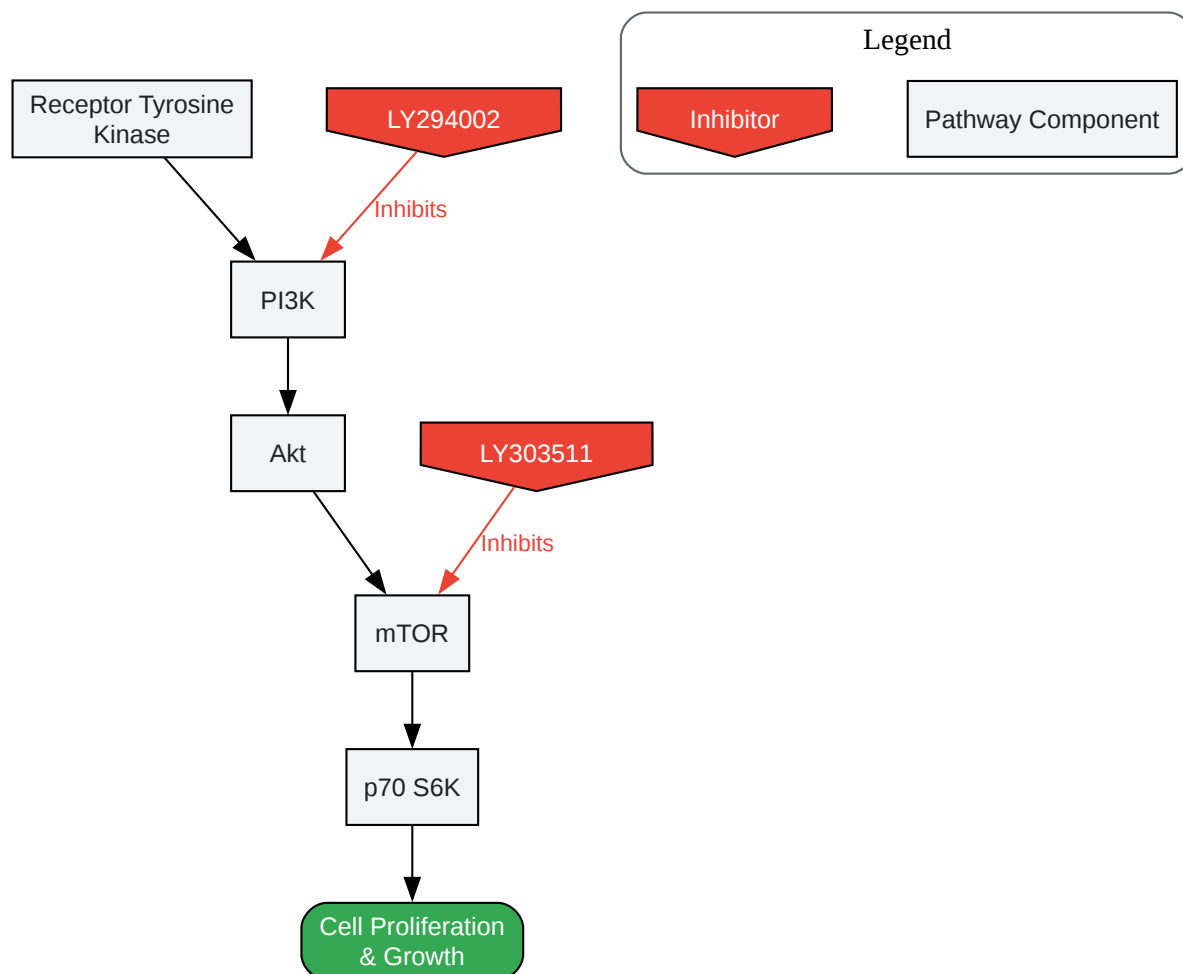 Legend
Receptor Tyrosine
Kinase
LY294002
Inhibitor
Pathway Component
Inhibits
PI3K
Akt
LY303511
Inhibits
mTOR
p70 S6K
Cell Proliferation
& Growth